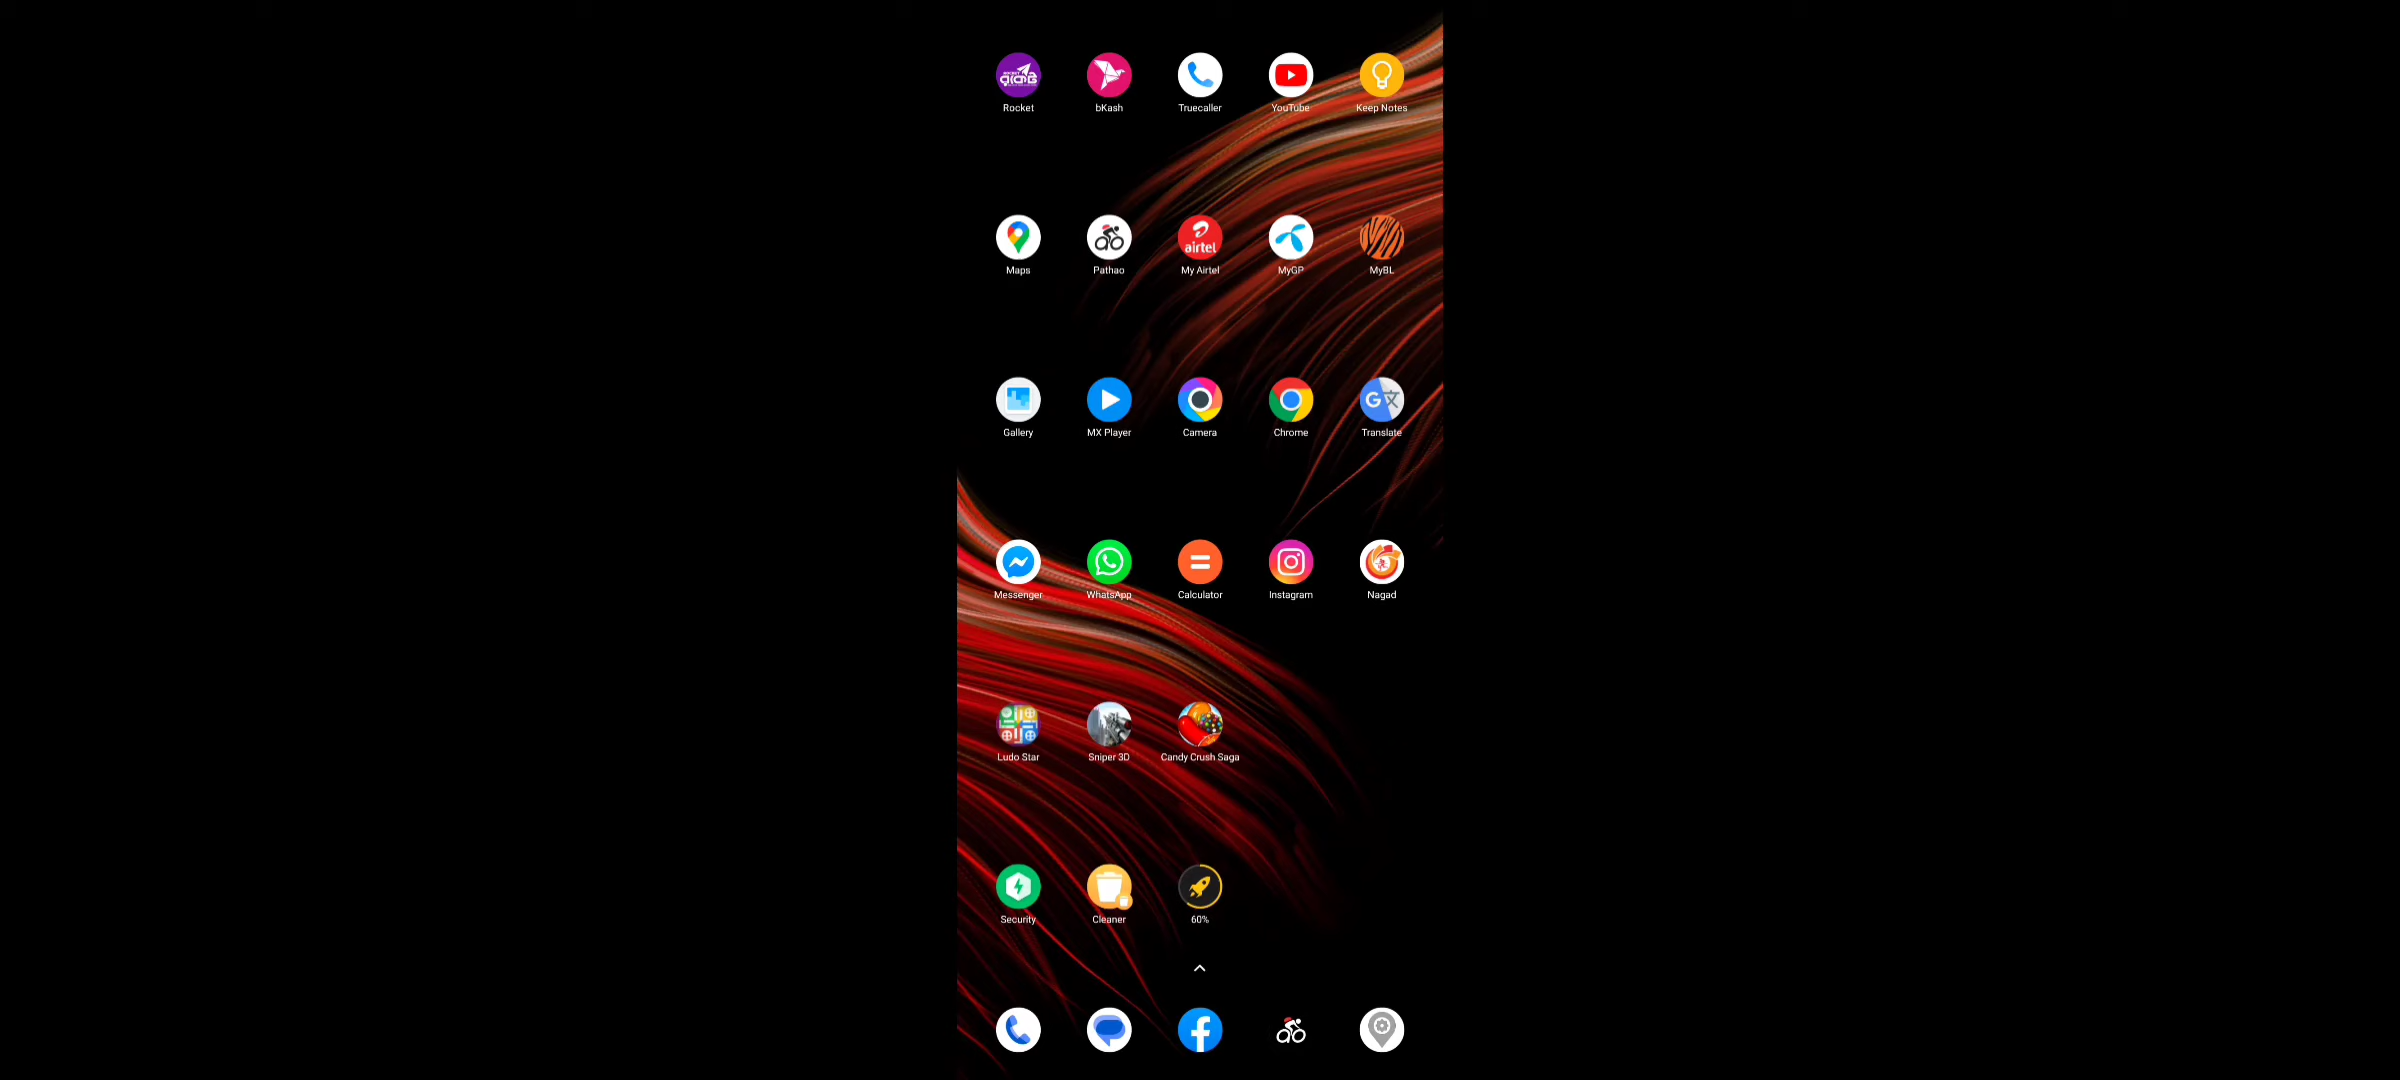 Rocket bKash Truecaller YouTube Keep Notes
airtel
Maps Pathao My Airtel MyGP MyBL
Gallery MX Player Camera Chrome Translate
Messenger WhatsApp Calculator Instagram Nagad
Ludo Star Sniper 3D Candy Crush Saga
Security Cleaner 60%